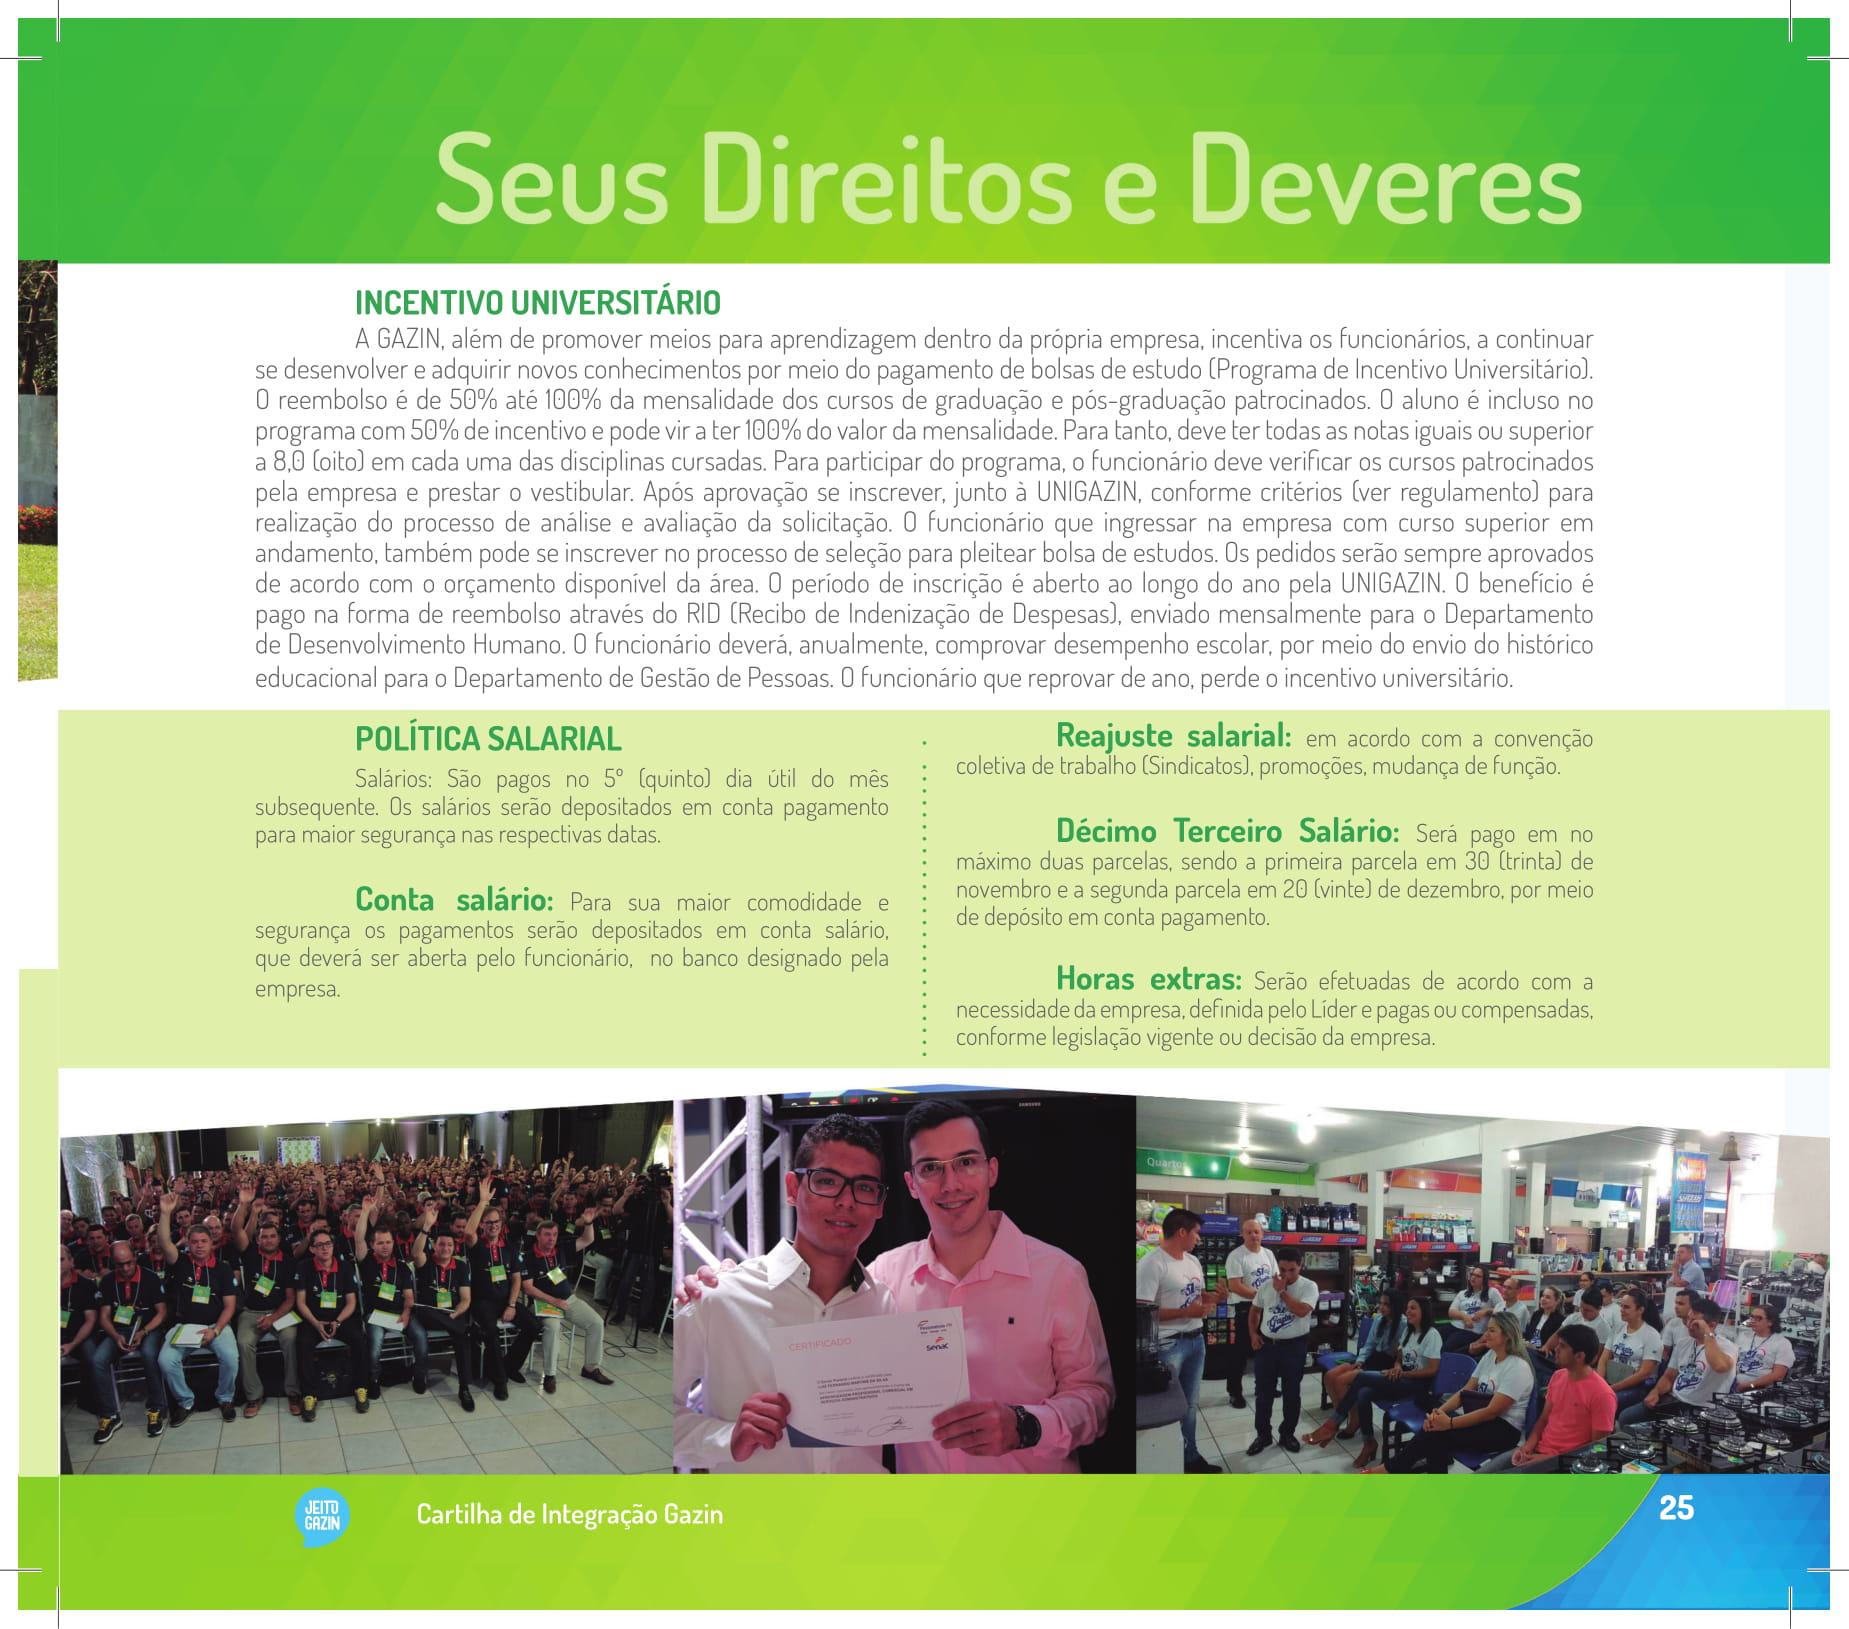 Seus Direitos e Deveres
INCENTIVO UNIVERSITÁRIO
A GAZIN, além de promover meios para aprendizagem dentro da própria empresa, incentiva os funcionários, a continuar
se desenvolver e adquirir novos conhecimentos por meio do pagamento de bolsas de estudo (Programa de Incentivo Universitário).
O reembolso é de 50% até 100% da mensalidade dos cursos de graduação e pós-graduação patrocinados. O aluno é incluso no
programa com 50% de incentivo e pode vir a ter 100% do valor da mensalidade. Para tanto, deve ter todas as notas iguais ou superior
a 8,0 (oito) em cada uma das disciplinas cursadas. Para participar do programa, o funcionário deve verificar os cursos patrocinados
pela empresa e prestar o vestibular. Após aprovação se inscrever, junto à UNIGAZIN, conforme critérios (ver regulamento) para
realização do processo de análise e avaliação da solicitação. O funcionário que ingressar na empresa com curso superior em
andamento, também pode se inscrever no processo de seleção para pleitear bolsa de estudos. Os pedidos serão sempre aprovados
de acordo com o orçamento disponível da área. O período de inscrição é aberto ao longo do ano pela UNIGAZIN. O benefício é
pago na forma de reembolso através do RID (Recibo de Indenização de Despesas), enviado mensalmente para o Departamento
de Desenvolvimento Humano. O funcionário deverá, anualmente, comprovar desempenho escolar, por meio do envio do histórico
educacional para o Departamento de Gestão de Pessoas. O funcionário que reprovar de ano, perde o incentivo universitário.
POLÍTICA SALARIAL
Salários: São pagos no 5º (quinto) dia útil do mês
subsequente. Os salários serão depositados em conta pagamento
para maior segurança nas respectivas datas.
Conta salário: Para sua maior comodidade e
segurança os pagamentos serão depositados em conta salário,
que deverá ser aberta pelo funcionário, no banco designado pela
empresa.
Reajuste salarial: em acordo com a convenção
coletiva de trabalho (Sindicatos), promoções, mudança de função.
Décimo Terceiro Salário: Será pago em no
máximo duas parcelas, sendo a primeira parcela em 30 (trinta) de
novembro e a segunda parcela em 20 (vinte) de dezembro, por meio
de depósito em conta pagamento.
Horas extras: Serão efetuadas de acordo com a
necessidade da empresa, definida pelo Líder e pagas ou compensadas,
conforme legislação vigente ou decisão da empresa.
SAMSUNG
CERTIFICADO
Senac
Quartos
JEITO
GAZIN
Cartilha de Integração Gazin
25